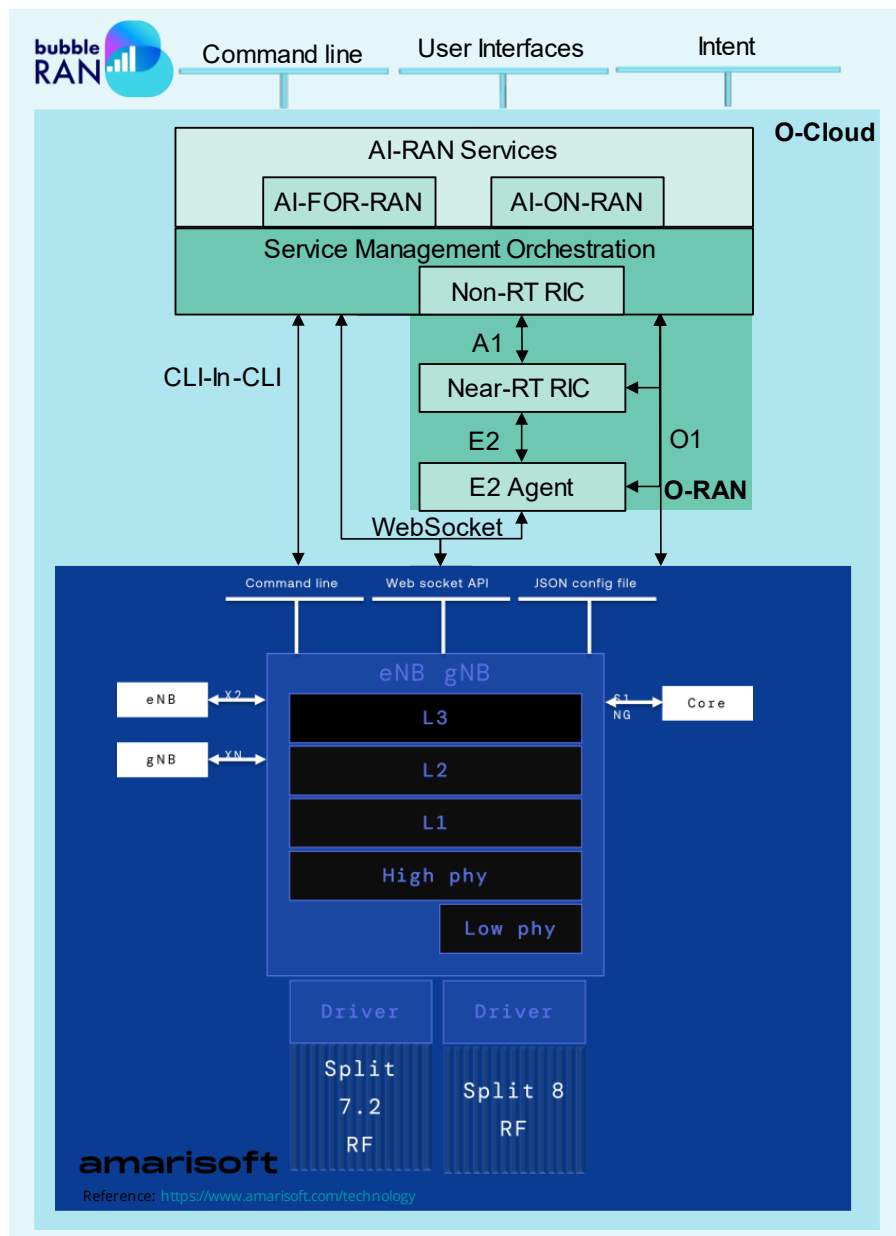 bubble
RAN
Command line
User Interfaces
Intent
O-Cloud
AI-RAN Services
AI-FOR-RAN
AI-ON-RAN
Service Management Orchestration
Non-RT RIC
A1
CLI-In-CLI
Near-RT RIC
E2
O1
E2 Agent
O-RAN
WebSocket
Command line
Web socket API
JSON config file
eNB gNB
eNB
X2
L3
S1
NG
Core
gNB
XN
L2
L1
High phy
Low phy
Driver
Driver
Split
7.2
RF
Split 8
RF
amarisoft
Reference: https://www.amarisoft.com/technology